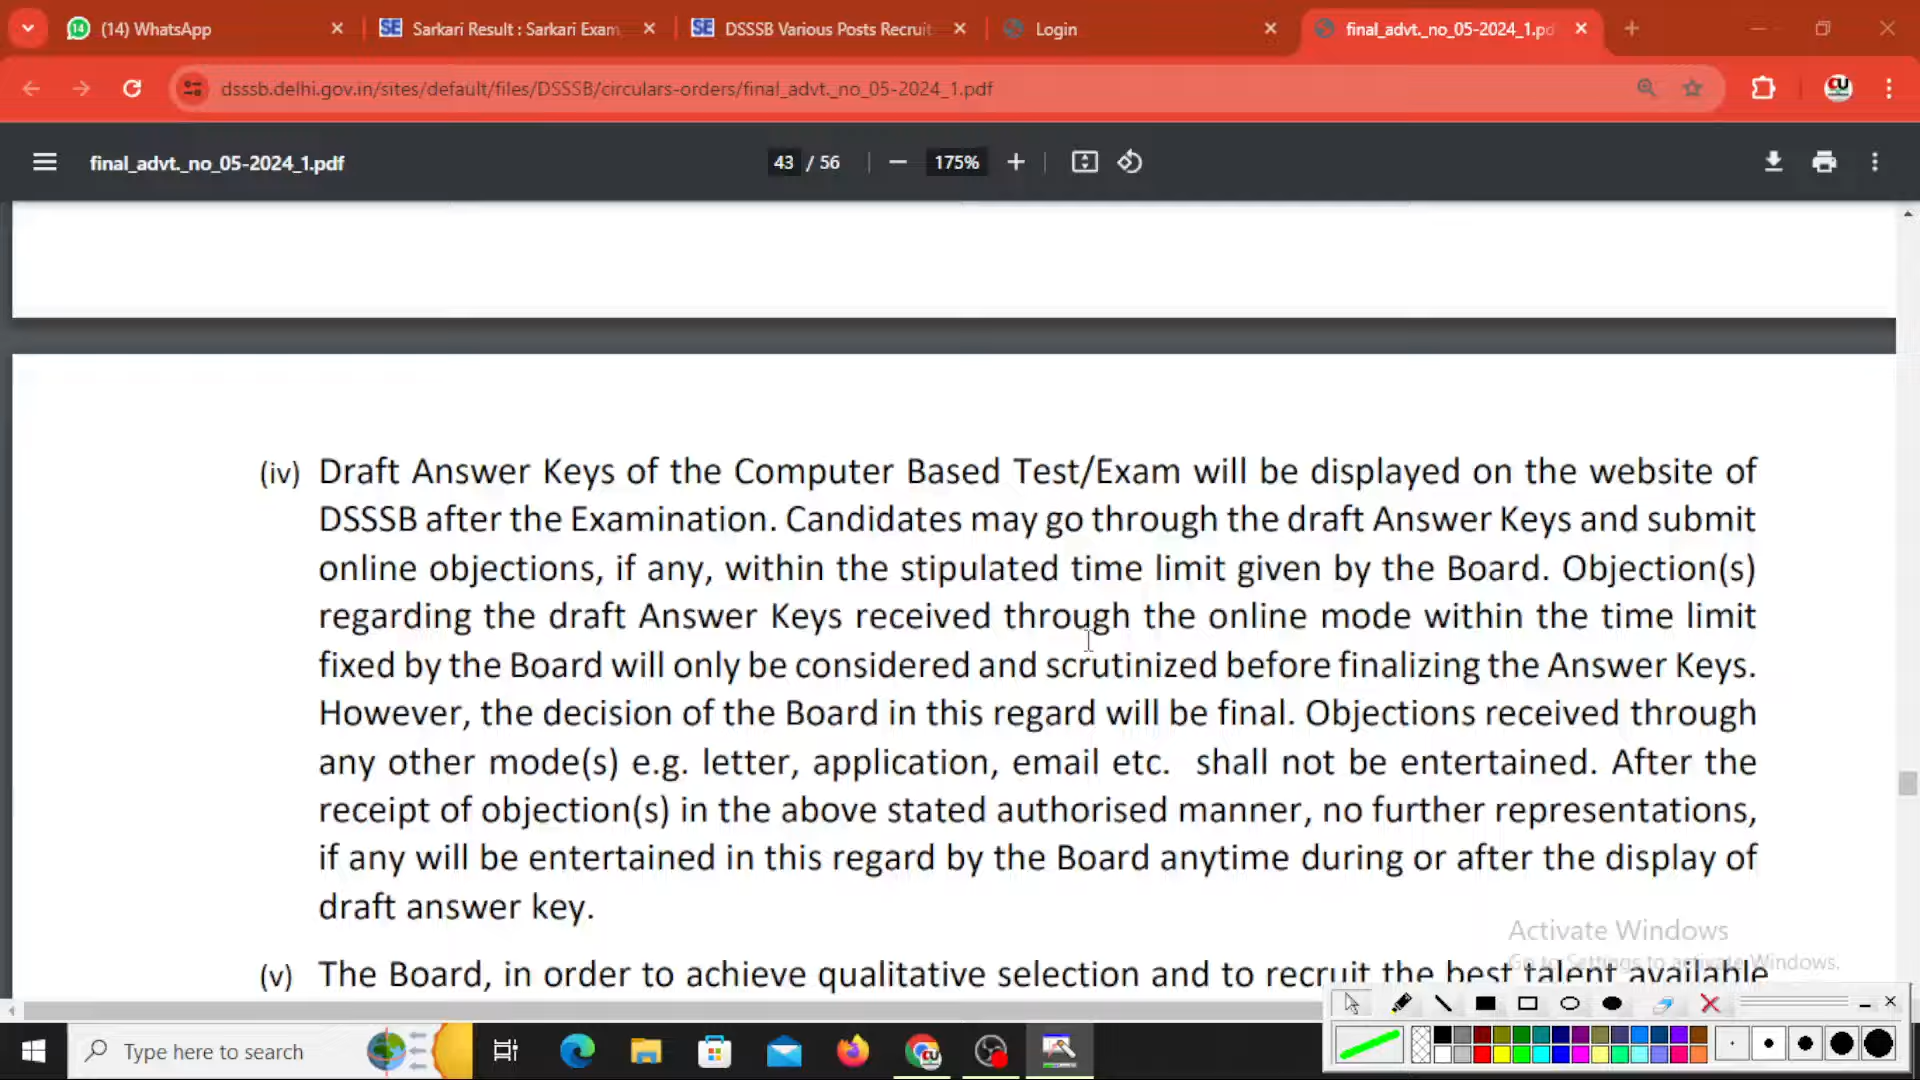 14 (14) WhatsApp
SE Sarkari Result : Sarkari Exam,
SE DSSSB Various Posts Recruit
Login
final_advt._no_05-2024_1.pd
dsssb.delhi.gov.in/sites/default/files/DSSSB/circulars-orders/final_advt._no_05-2024_1.pdf
final_advt._no_05-2024_1.pdf
43 / 56
175%
(iv) Draft Answer Keys of the Computer Based Test/Exam will be displayed on the website of
DSSSB after the Examination. Candidates may go through the draft Answer Keys and submit
online objections, if any, within the stipulated time limit given by the Board. Objection(s)
regarding the draft Answer Keys received through the online mode within the time limit
fixed by the Board will only be considered and scrutinized before finalizing the Answer Keys.
However, the decision of the Board in this regard will be final. Objections received through
any other mode(s) e.g. letter, application, email etc. shall not be entertained. After the
receipt of objection(s) in the above stated authorised manner, no further representations,
if any will be entertained in this regard by the Board anytime during or after the display of
draft answer key.
Activate Windows
Go to Settings to activate Windows.
(v) The Board, in order to achieve qualitative selection and to recruit the best talent available
Type here to search